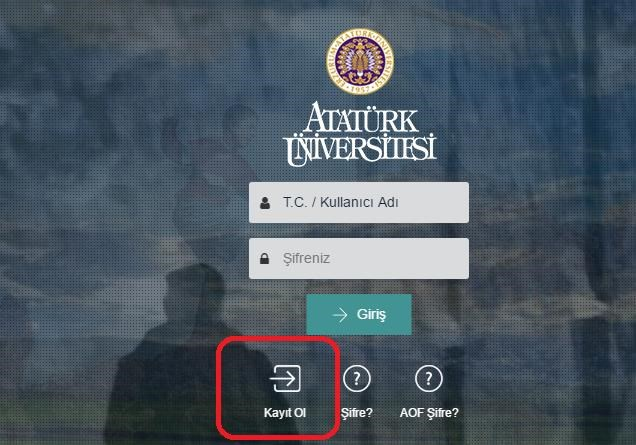 ATATÜRK
ÜNİVERSİTESİ
T.C. / Kullanıcı Adı
Şifreniz
Giriş
Kayıt Ol
Şifre?
AOF Şifre?